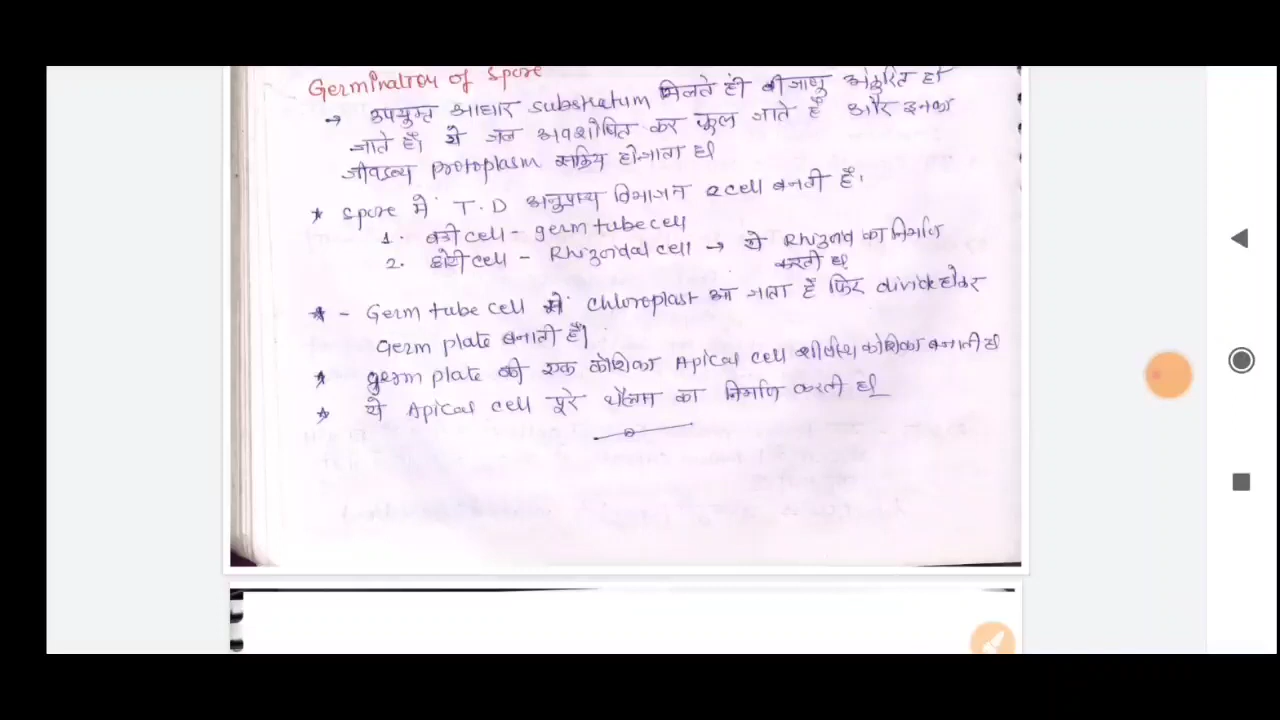 Germination of Spore
→ उपयुक्त आधार substratum मिलते ही बीजाणु अंकुरित हो
जाते हैं। ये जल अवशोषित कर फूल जाते हैं और इनका
जीवद्रव्य protoplasm सक्रिय हो जाता है।
* Spore में T.D अनुप्रस्थ विभाजन 2 cell बनती है।
1. बड़ी cell - germ tube cell
2. छोटी cell - Rhizoidal cell → ये Rhizoid का निर्माण
करती है।
* - Germ tube cell में chloroplast आ जाता है फिर divide होकर
Germ plate बनाती है।
* germ plate की एक कोशिका Apical cell शीर्षस्थ कोशिका बनाती है
* ये Apical cell पूरे थैलस का निर्माण करती है।